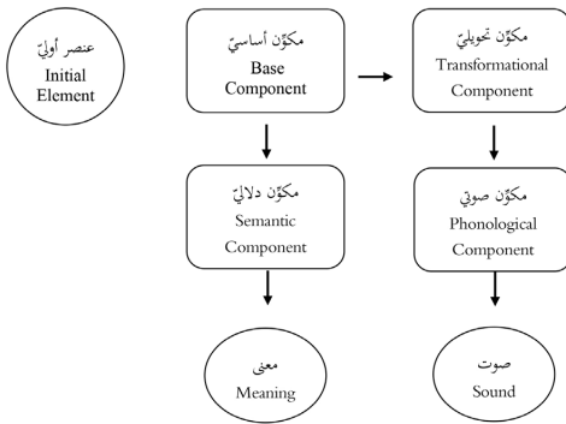 عنصر أوليّ
Initial
Element
مكوِّن أساسيّ
Base
Component
مكوِّن تحويليّ
Transformational
Component
مكوِّن دلاليّ
Semantic
Component
مكوِّن صوتي
Phonological
Component
معنى
Meaning
صوت
Sound